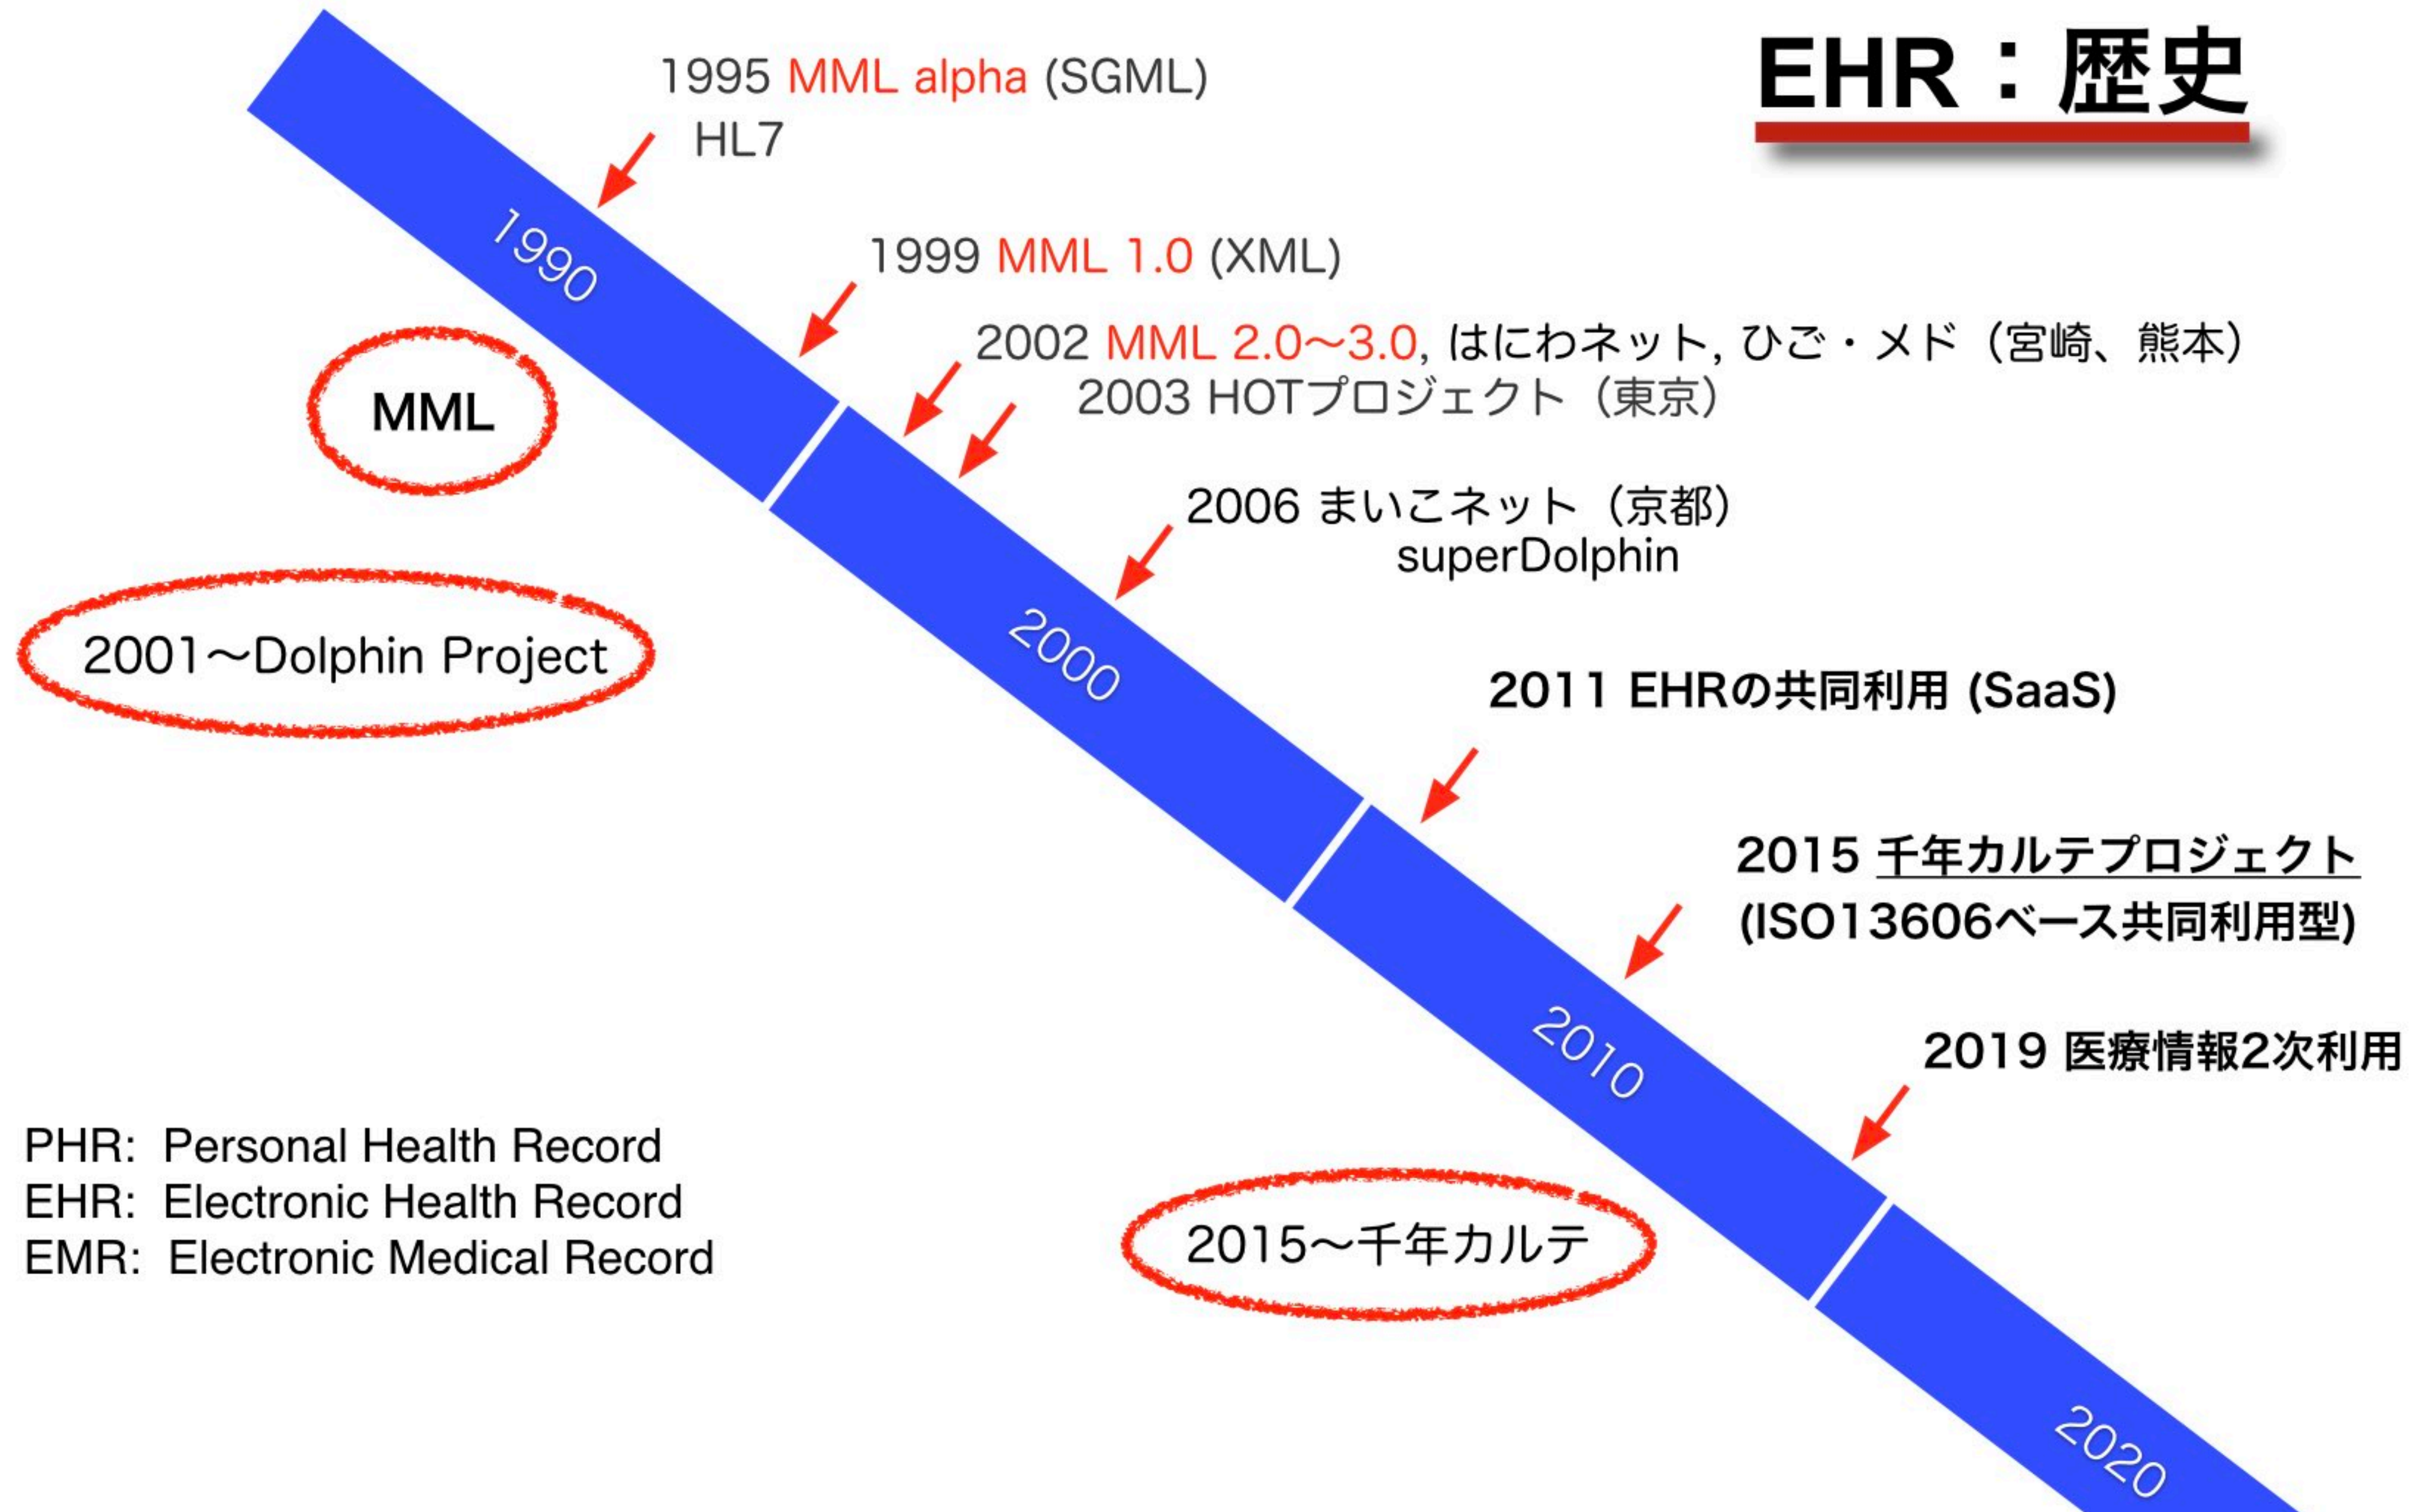 EHR：歴史
1995 MML alpha (SGML)
HL7
1990
1999 MML 1.0 (XML)
2002 MML 2.0〜3.0, はにわネット, ひご・メド（宮崎、熊本）
2003 HOTプロジェクト（東京）
MML
2006 まいこネット（京都）
superDolphin
2001〜Dolphin Project
2000
2011 EHRの共同利用 (SaaS)
2015 千年カルテプロジェクト
(ISO13606ベース共同利用型)
2010
2019 医療情報2次利用
PHR: Personal Health Record
EHR: Electronic Health Record
EMR: Electronic Medical Record
2015〜千年カルテ
2020